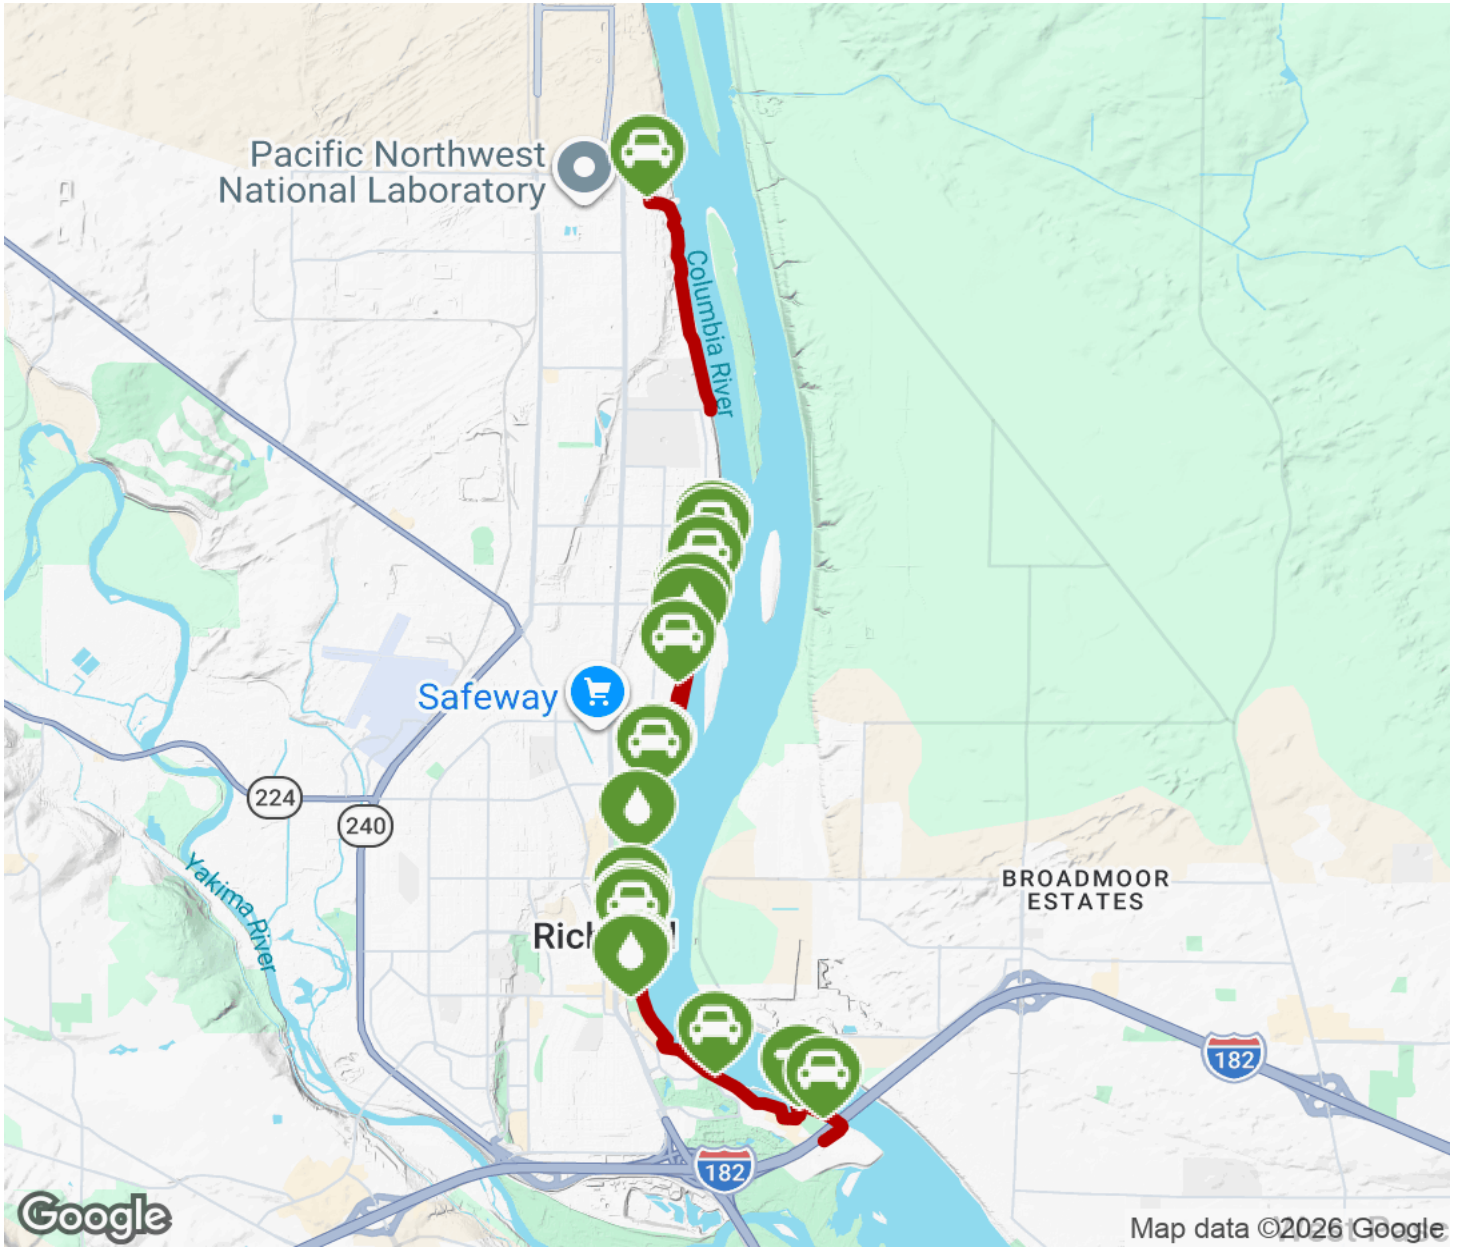 Pacific Northwest
National Laboratory
Columbia River
Safeway
224
240
Yakima River
BROADMOOR
ESTATES
182
182
Google
Map data ©2026 Google